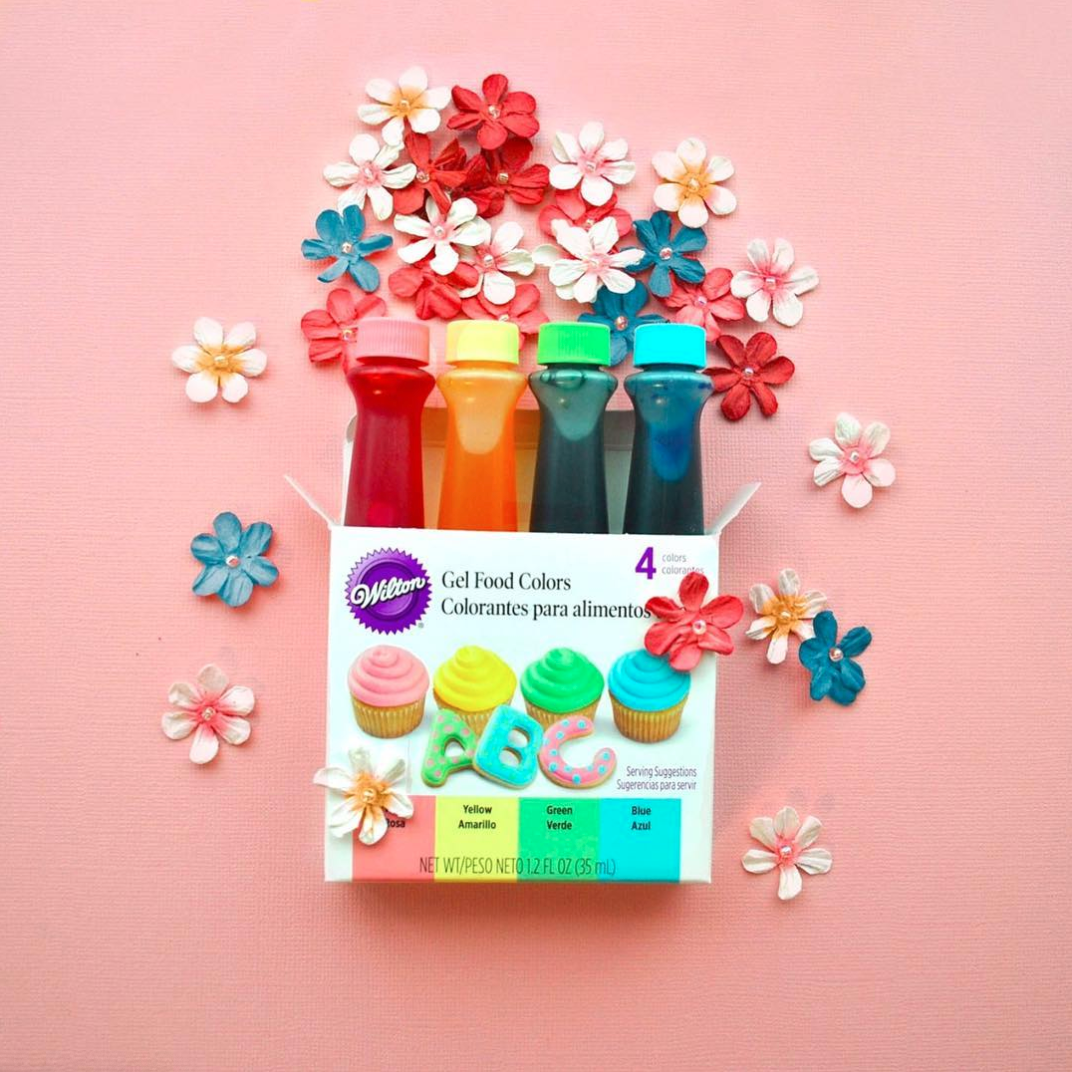 Wilton
Gel Food Colors
Colorantes para alimentos
4 colors
colorantes
ABC
Serving Suggestions
Sugerencias para servir
Yellow
Amarillo
Green
Verde
Blue
Azul
NET WT/PESO NETO 1.2 FL OZ (35 mL)